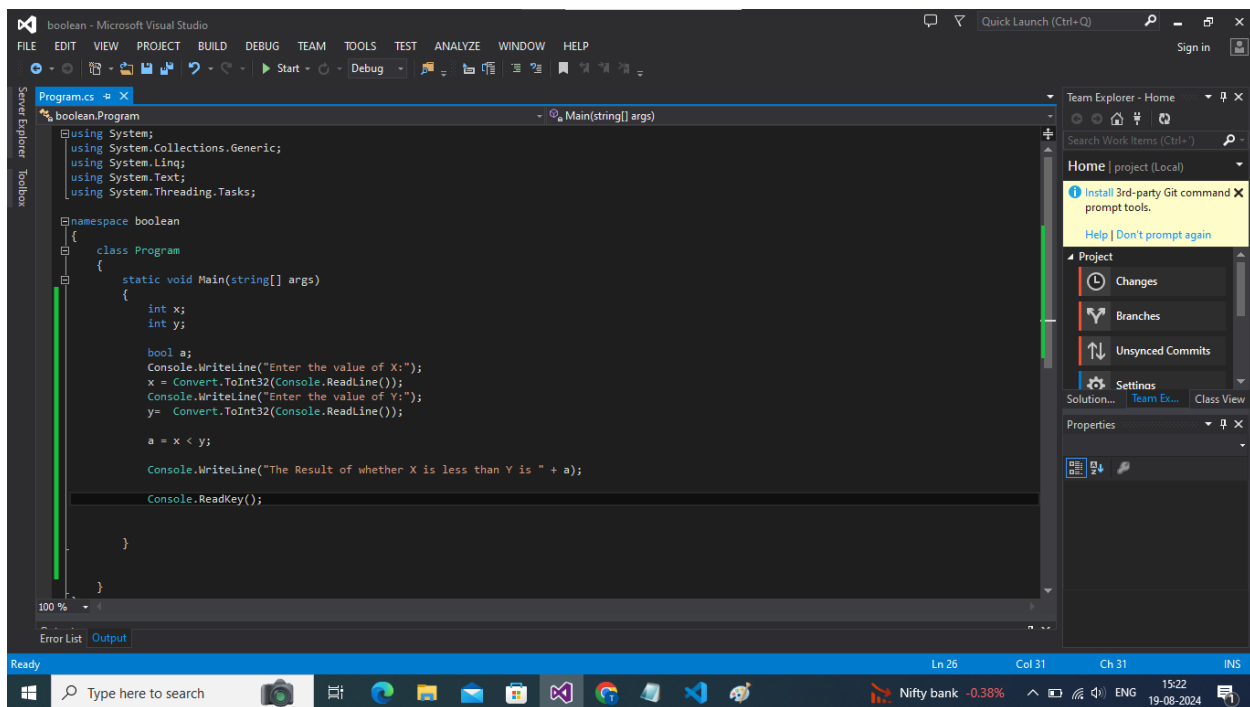 boolean - Microsoft Visual Studio
Quick Launch (Ctrl+Q)
FILE EDIT VIEW PROJECT BUILD DEBUG TEAM TOOLS TEST ANALYZE WINDOW HELP
Sign in
Start
Debug
Server Explorer
Toolbox
Program.cs
boolean.Program
Main(string[] args)
using System;
using System.Collections.Generic;
using System.Linq;
using System.Text;
using System.Threading.Tasks;
namespace boolean
{
class Program
{
static void Main(string[] args)
{
int x;
int y;
bool a;
Console.WriteLine("Enter the value of X:");
x = Convert.ToInt32(Console.ReadLine());
Console.WriteLine("Enter the value of Y:");
y=  Convert.ToInt32(Console.ReadLine());
a = x < y;
Console.WriteLine("The Result of whether X is less than Y is " + a);
Console.ReadKey();
}
}
100 %
Error List Output
Team Explorer - Home
Search Work Items (Ctrl+')
Home | project (Local)
Install 3rd-party Git command
prompt tools.
Help | Don't prompt again
Project
Changes
Branches
Unsynced Commits
Settings
Solution... Team Ex... Class View
Properties
Ready
Ln 26 Col 31 Ch 31 INS
Type here to search
Nifty bank -0.38%
ENG
15:22
19-08-2024
1